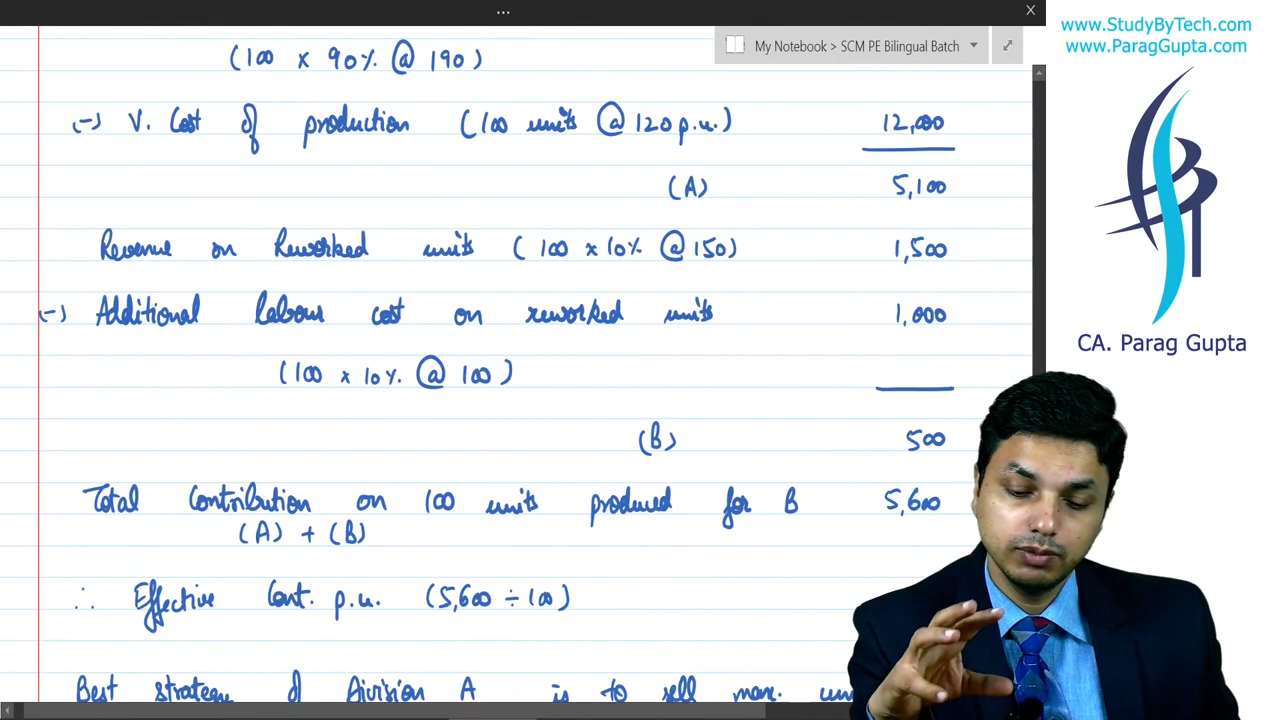 ...
www.StudyByTech.com
www.ParagGupta.com
My Notebook > SCM PE Bilingual Batch
(100 x 90% @ 190)
(-) V. Cost of production (100 units @ 120 p.u.) 12,000
(A) 5,100
Revenue on Reworked units (100 x 10% @ 150) 1,500
(-) Additional labour cost on reworked units 1,000
(100 x 10% @ 100)
(B) 500
Total Contribution on 100 units produced for B 5,600
(A) + (B)
∴ Effective Cont. p.u. (5,600 ÷ 100)
Best of Division A is to sell max.
CA. Parag Gupta